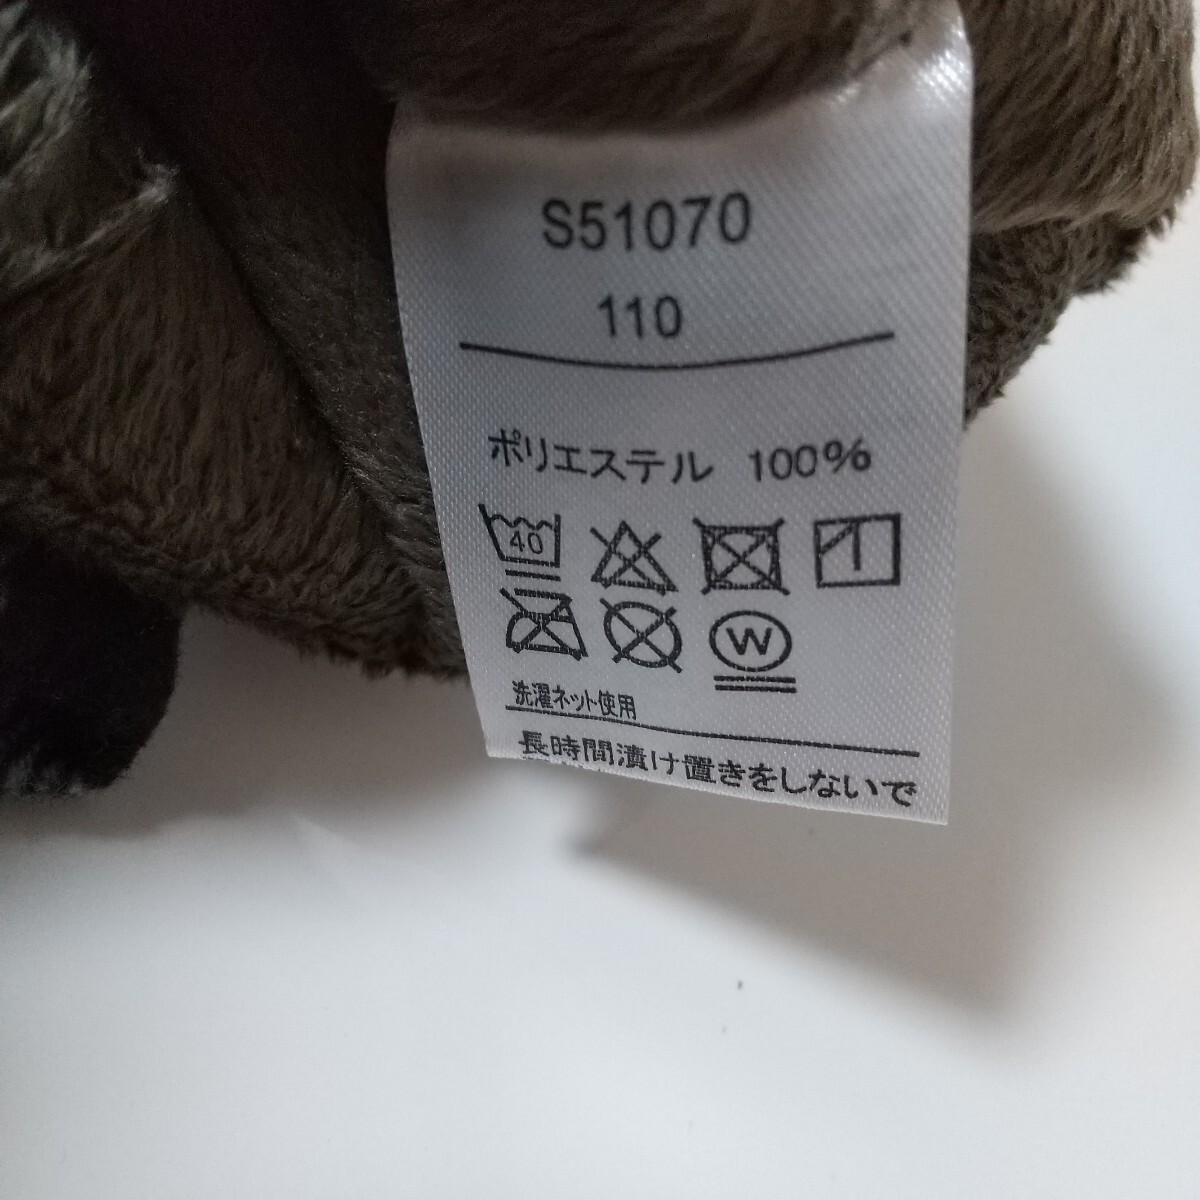 S51070
110
ポリエステル 100%
40
W
洗濯ネット使用
長時間漬け置きをしないで